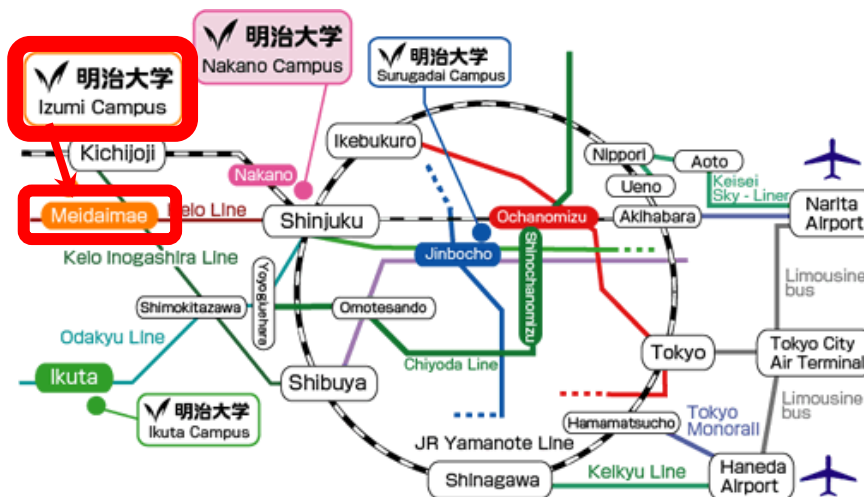 明治大学
Izumi Campus
明治大学
Nakano Campus
明治大学
Surugadai Campus
Kichijoji
Ikebukuro
Nippori
Aoto
Nakano
Ueno
Keisei
Sky - Liner
Meidaimae
Keio Line
Shinjuku
Ochanomizu
Akihabara
Narita
Airport
Keio Inogashira Line
Jinbocho
Shinochanomizu
Yoyogiuehara
Limousine
bus
Shimokitazawa
Omotesando
Odakyu Line
Chiyoda Line
Tokyo
Tokyo City
Air Terminal
Ikuta
Shibuya
明治大学
Ikuta Campus
Limousine
bus
Hamamatsucho
Tokyo
Monorail
JR Yamanote Line
Shinagawa
Keikyu Line
Haneda
Airport